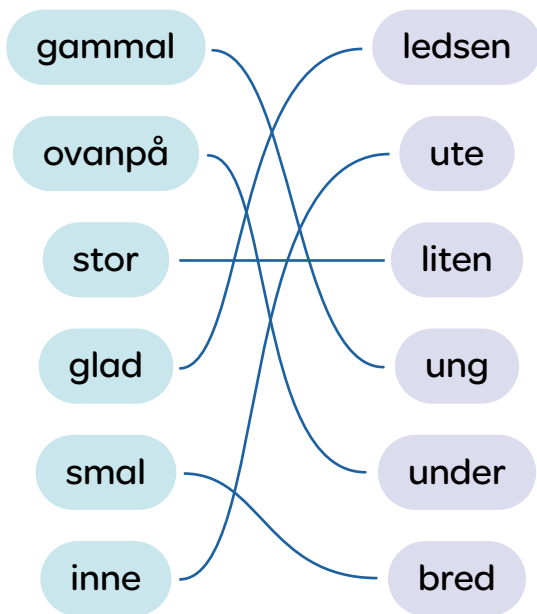 gammal
ledsen
ovanpå
ute
stor
liten
glad
ung
smal
under
inne
bred